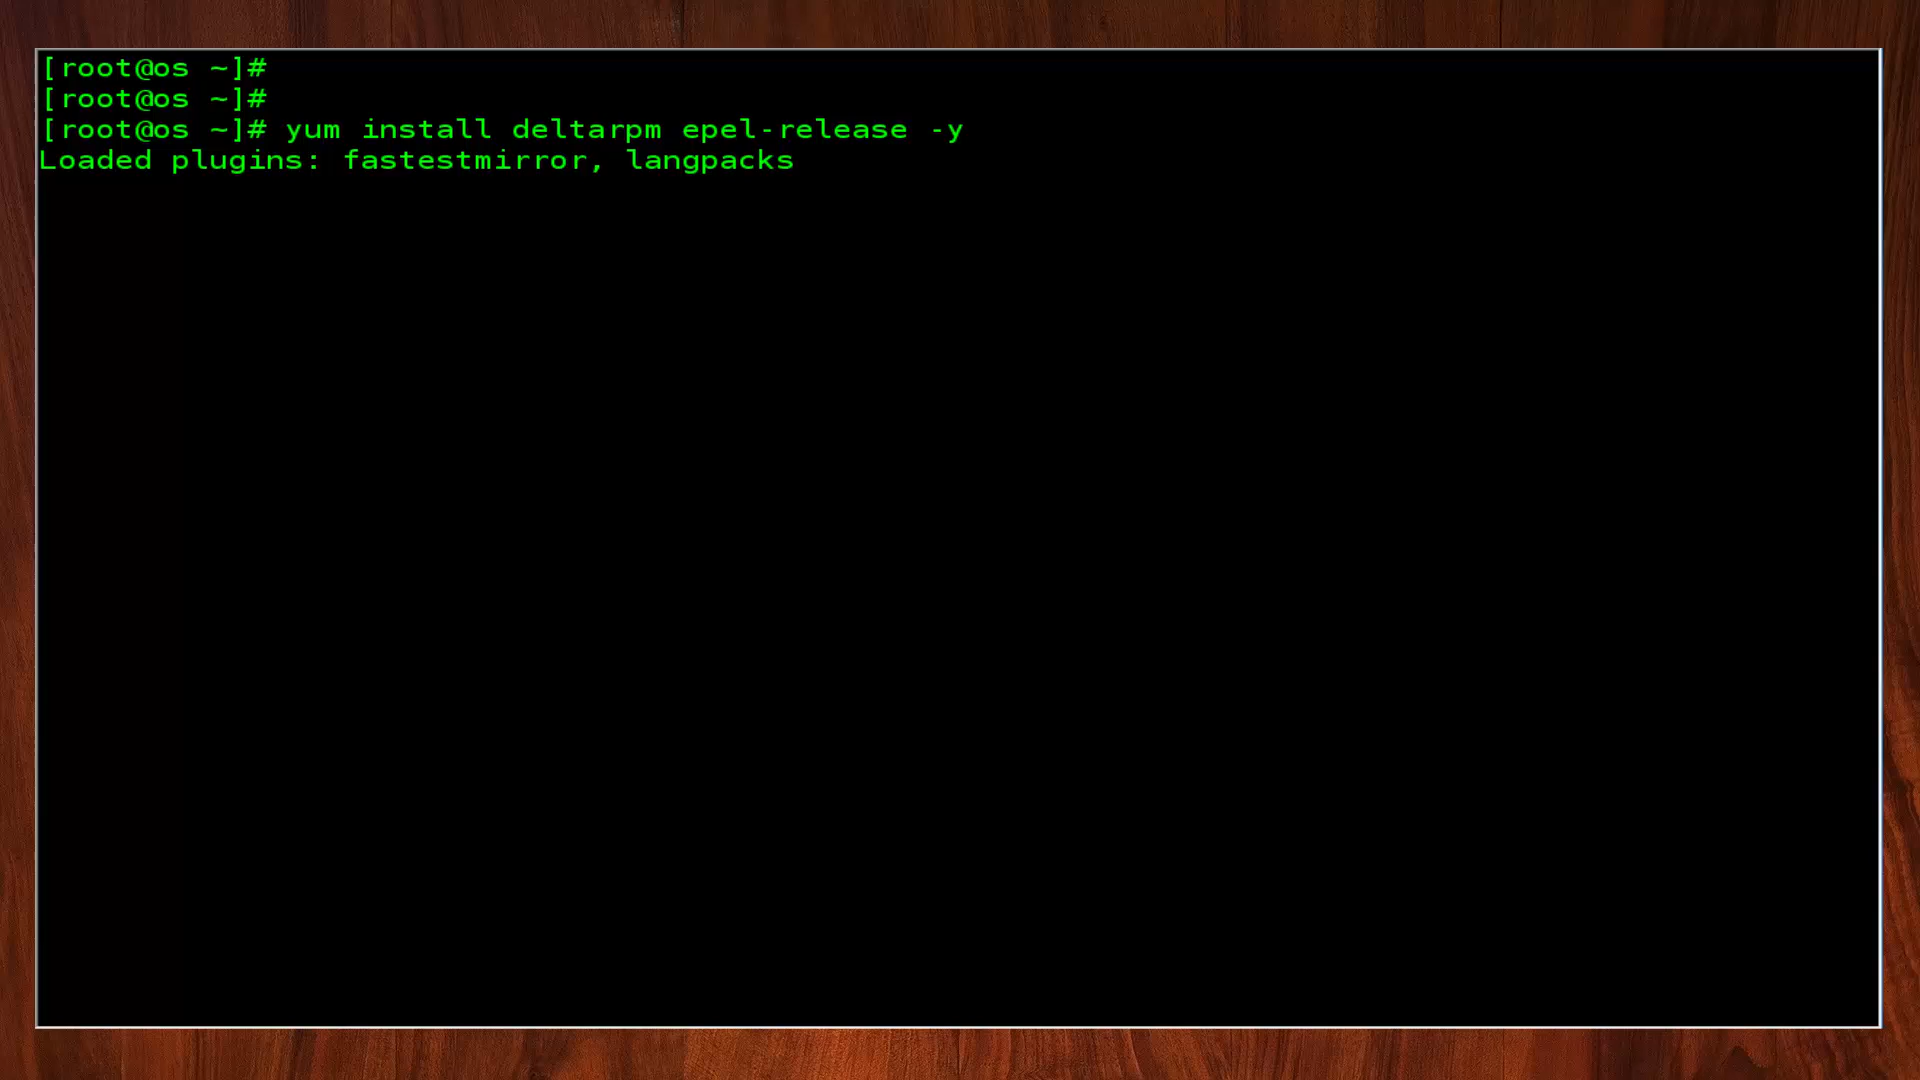 [root@os ~]#
[root@os ~]#
[root@os ~]# yum install deltarpm epel-release -y
Loaded plugins: fastestmirror, langpacks